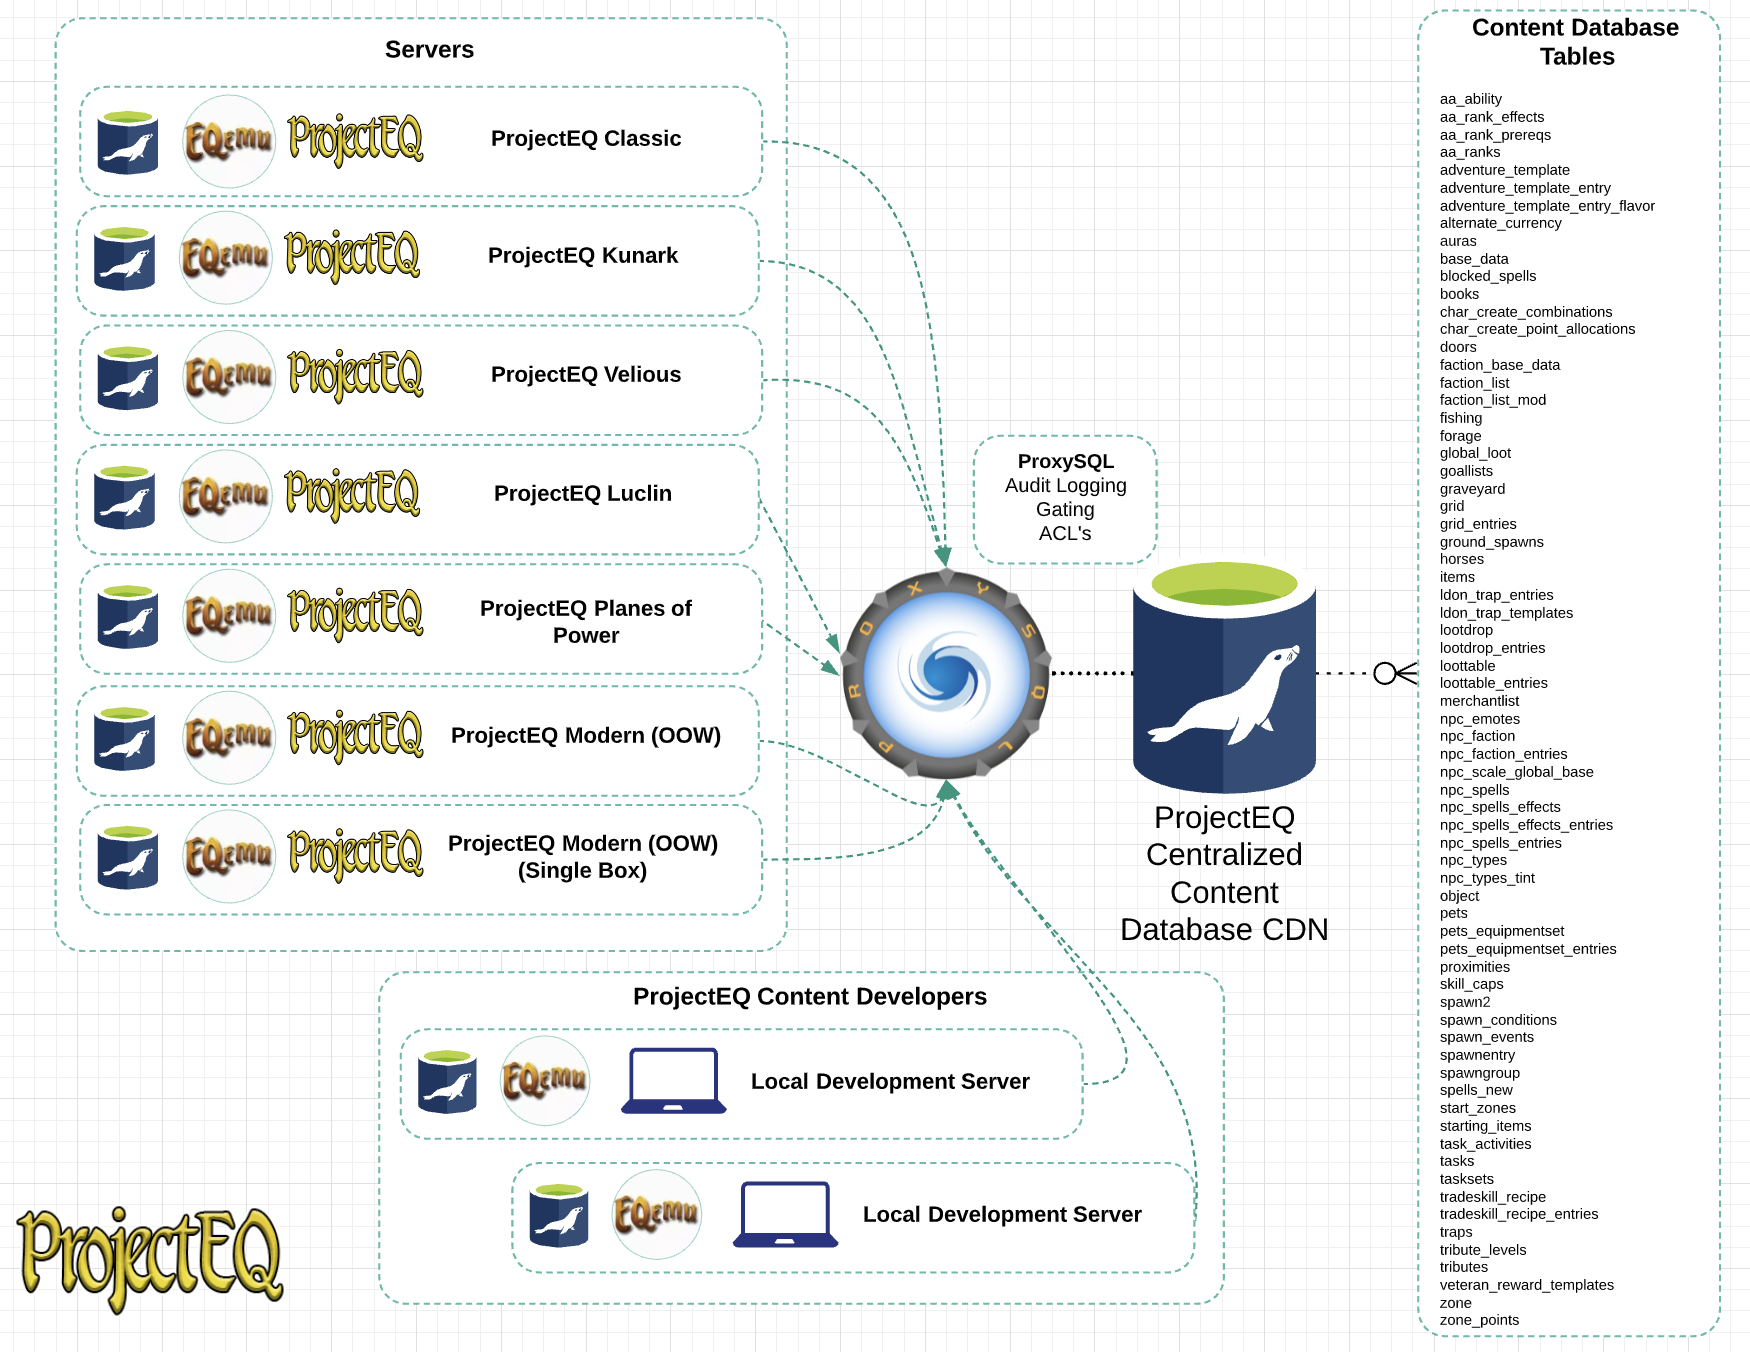 Servers
EQemu ProjectEQ ProjectEQ Classic
EQemu ProjectEQ ProjectEQ Kunark
EQemu ProjectEQ ProjectEQ Velious
EQemu ProjectEQ ProjectEQ Luclin
EQemu ProjectEQ ProjectEQ Planes of
Power
EQemu ProjectEQ ProjectEQ Modern (OOW)
EQemu ProjectEQ ProjectEQ Modern (OOW)
(Single Box)
ProxySQL
Audit Logging
Gating
ACL's
PROXYSQL
ProjectEQ
Centralized
Content
Database CDN
ProjectEQ Content Developers
EQemu Local Development Server
EQemu Local Development Server
ProjectEQ
Content Database
Tables
aa_ability
aa_rank_effects
aa_rank_prereqs
aa_ranks
adventure_template
adventure_template_entry
adventure_template_entry_flavor
alternate_currency
auras
base_data
blocked_spells
books
char_create_combinations
char_create_point_allocations
doors
faction_base_data
faction_list
faction_list_mod
fishing
forage
global_loot
goallists
graveyard
grid
grid_entries
ground_spawns
horses
items
ldon_trap_entries
ldon_trap_templates
lootdrop
lootdrop_entries
loottable
loottable_entries
merchantlist
npc_emotes
npc_faction
npc_faction_entries
npc_scale_global_base
npc_spells
npc_spells_effects
npc_spells_effects_entries
npc_spells_entries
npc_types
npc_types_tint
object
pets
pets_equipmentset
pets_equipmentset_entries
proximities
skill_caps
spawn2
spawn_conditions
spawn_events
spawnentry
spawngroup
spells_new
start_zones
starting_items
task_activities
tasks
tasksets
tradeskill_recipe
tradeskill_recipe_entries
traps
tribute_levels
tributes
veteran_reward_templates
zone
zone_points